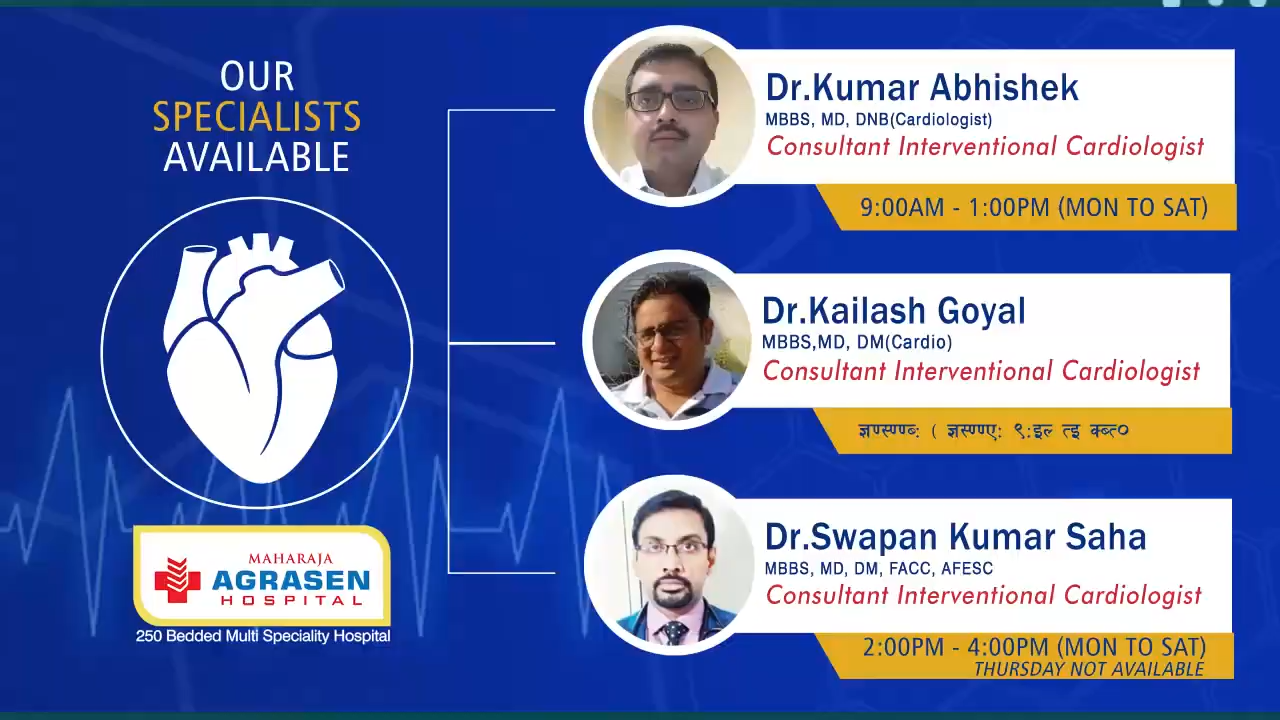 OUR
SPECIALISTS
AVAILABLE
MAHARAJA
AGRASEN
HOSPITAL
250 Bedded Multi Speciality Hospital
Dr.Kumar Abhishek
MBBS, MD, DNB(Cardiologist)
Consultant Interventional Cardiologist
9:00AM - 1:00PM (MON TO SAT)
Dr.Kailash Goyal
MBBS,MD, DM(Cardio)
Consultant Interventional Cardiologist
Dr.Swapan Kumar Saha
MBBS, MD, DM, FACC, AFESC
Consultant Interventional Cardiologist
2:00PM - 4:00PM (MON TO SAT)
THURSDAY NOT AVAILABLE